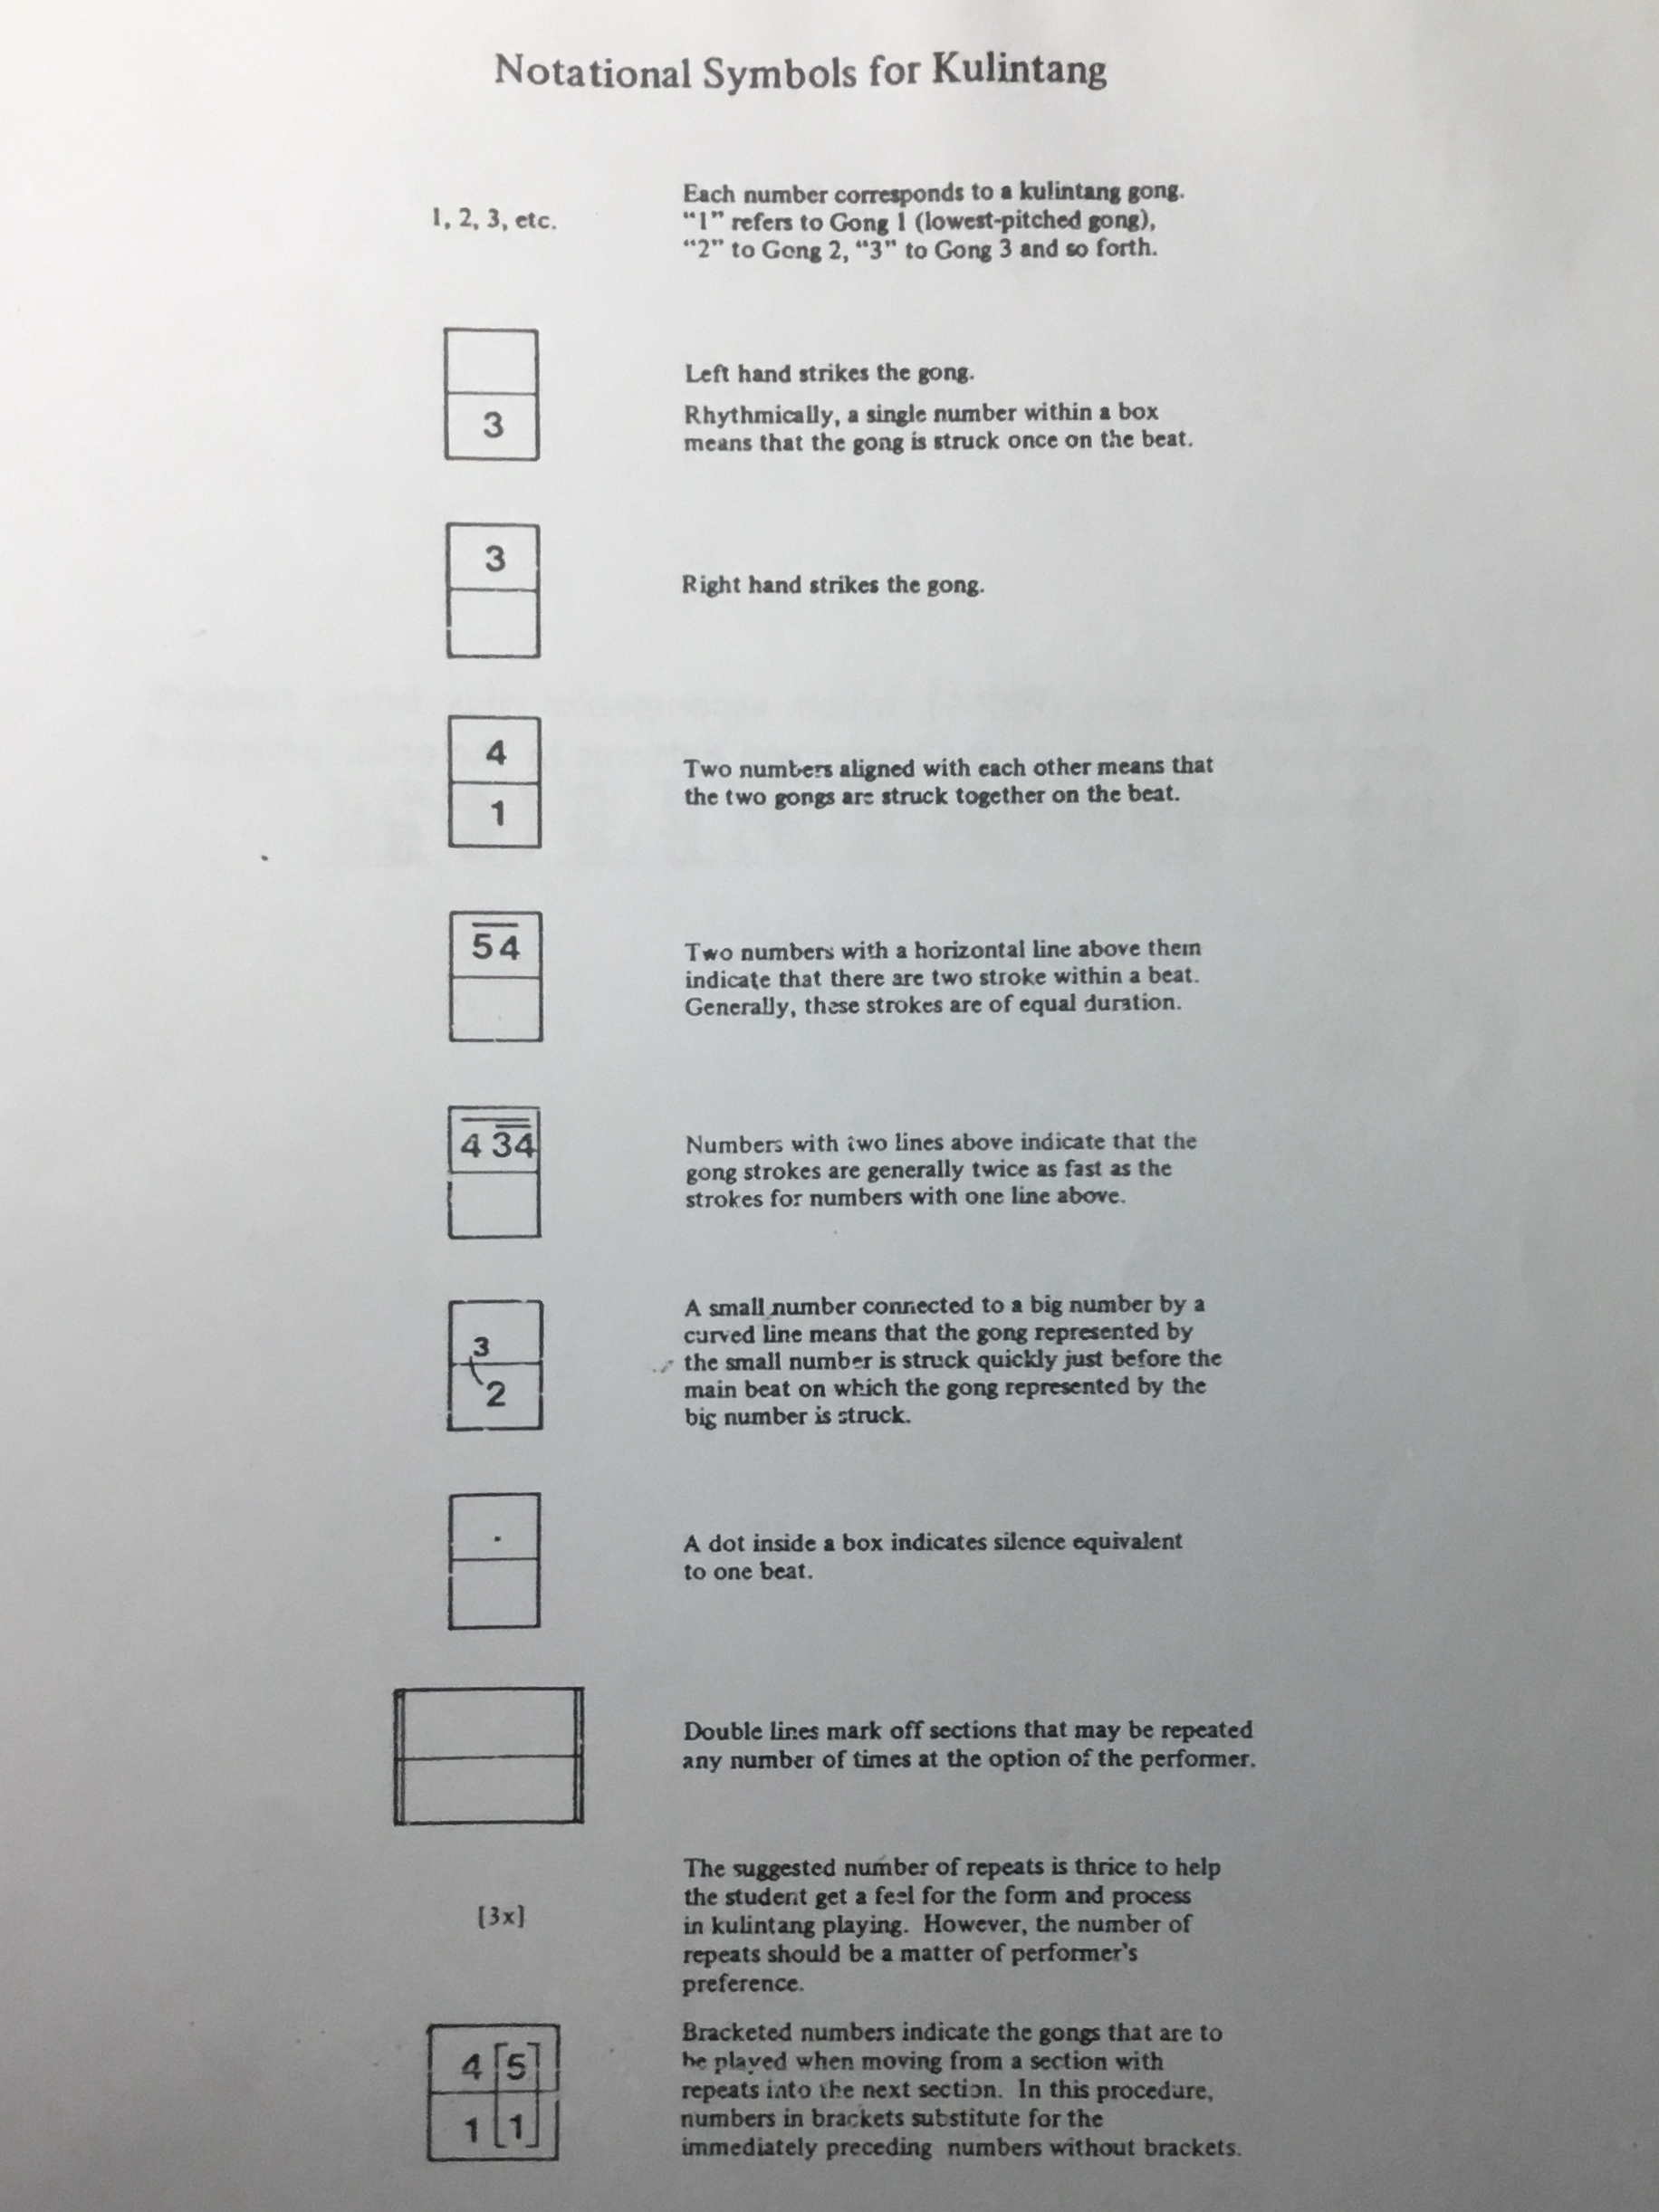 Notational Symbols for Kulintang
1, 2, 3, etc.
Each number corresponds to a kulintang gong.
“1” refers to Gong 1 (lowest-pitched gong),
“2” to Gong 2, “3” to Gong 3 and so forth.
3
Left hand strikes the gong.
Rhythmically, a single number within a box
means that the gong is struck once on the beat.
3
Right hand strikes the gong.
4
1
Two numbers aligned with each other means that
the two gongs are struck together on the beat.
5 4
Two numbers with a horizontal line above them
indicate that there are two stroke within a beat.
Generally, these strokes are of equal duration.
4 34
Numbers with two lines above indicate that the
gong strokes are generally twice as fast as the
strokes for numbers with one line above.
3
2
A small number connected to a big number by a
curved line means that the gong represented by
the small number is struck quickly just before the
main beat on which the gong represented by the
big number is struck.
.
A dot inside a box indicates silence equivalent
to one beat.
Double lines mark off sections that may be repeated
any number of times at the option of the performer.
[3x]
The suggested number of repeats is thrice to help
the student get a feel for the form and process
in kulintang playing. However, the number of
repeats should be a matter of performer's
preference.
4 [5]
1 [1]
Bracketed numbers indicate the gongs that are to
be played when moving from a section with
repeats into the next section. In this procedure,
numbers in brackets substitute for the
immediately preceding numbers without brackets.